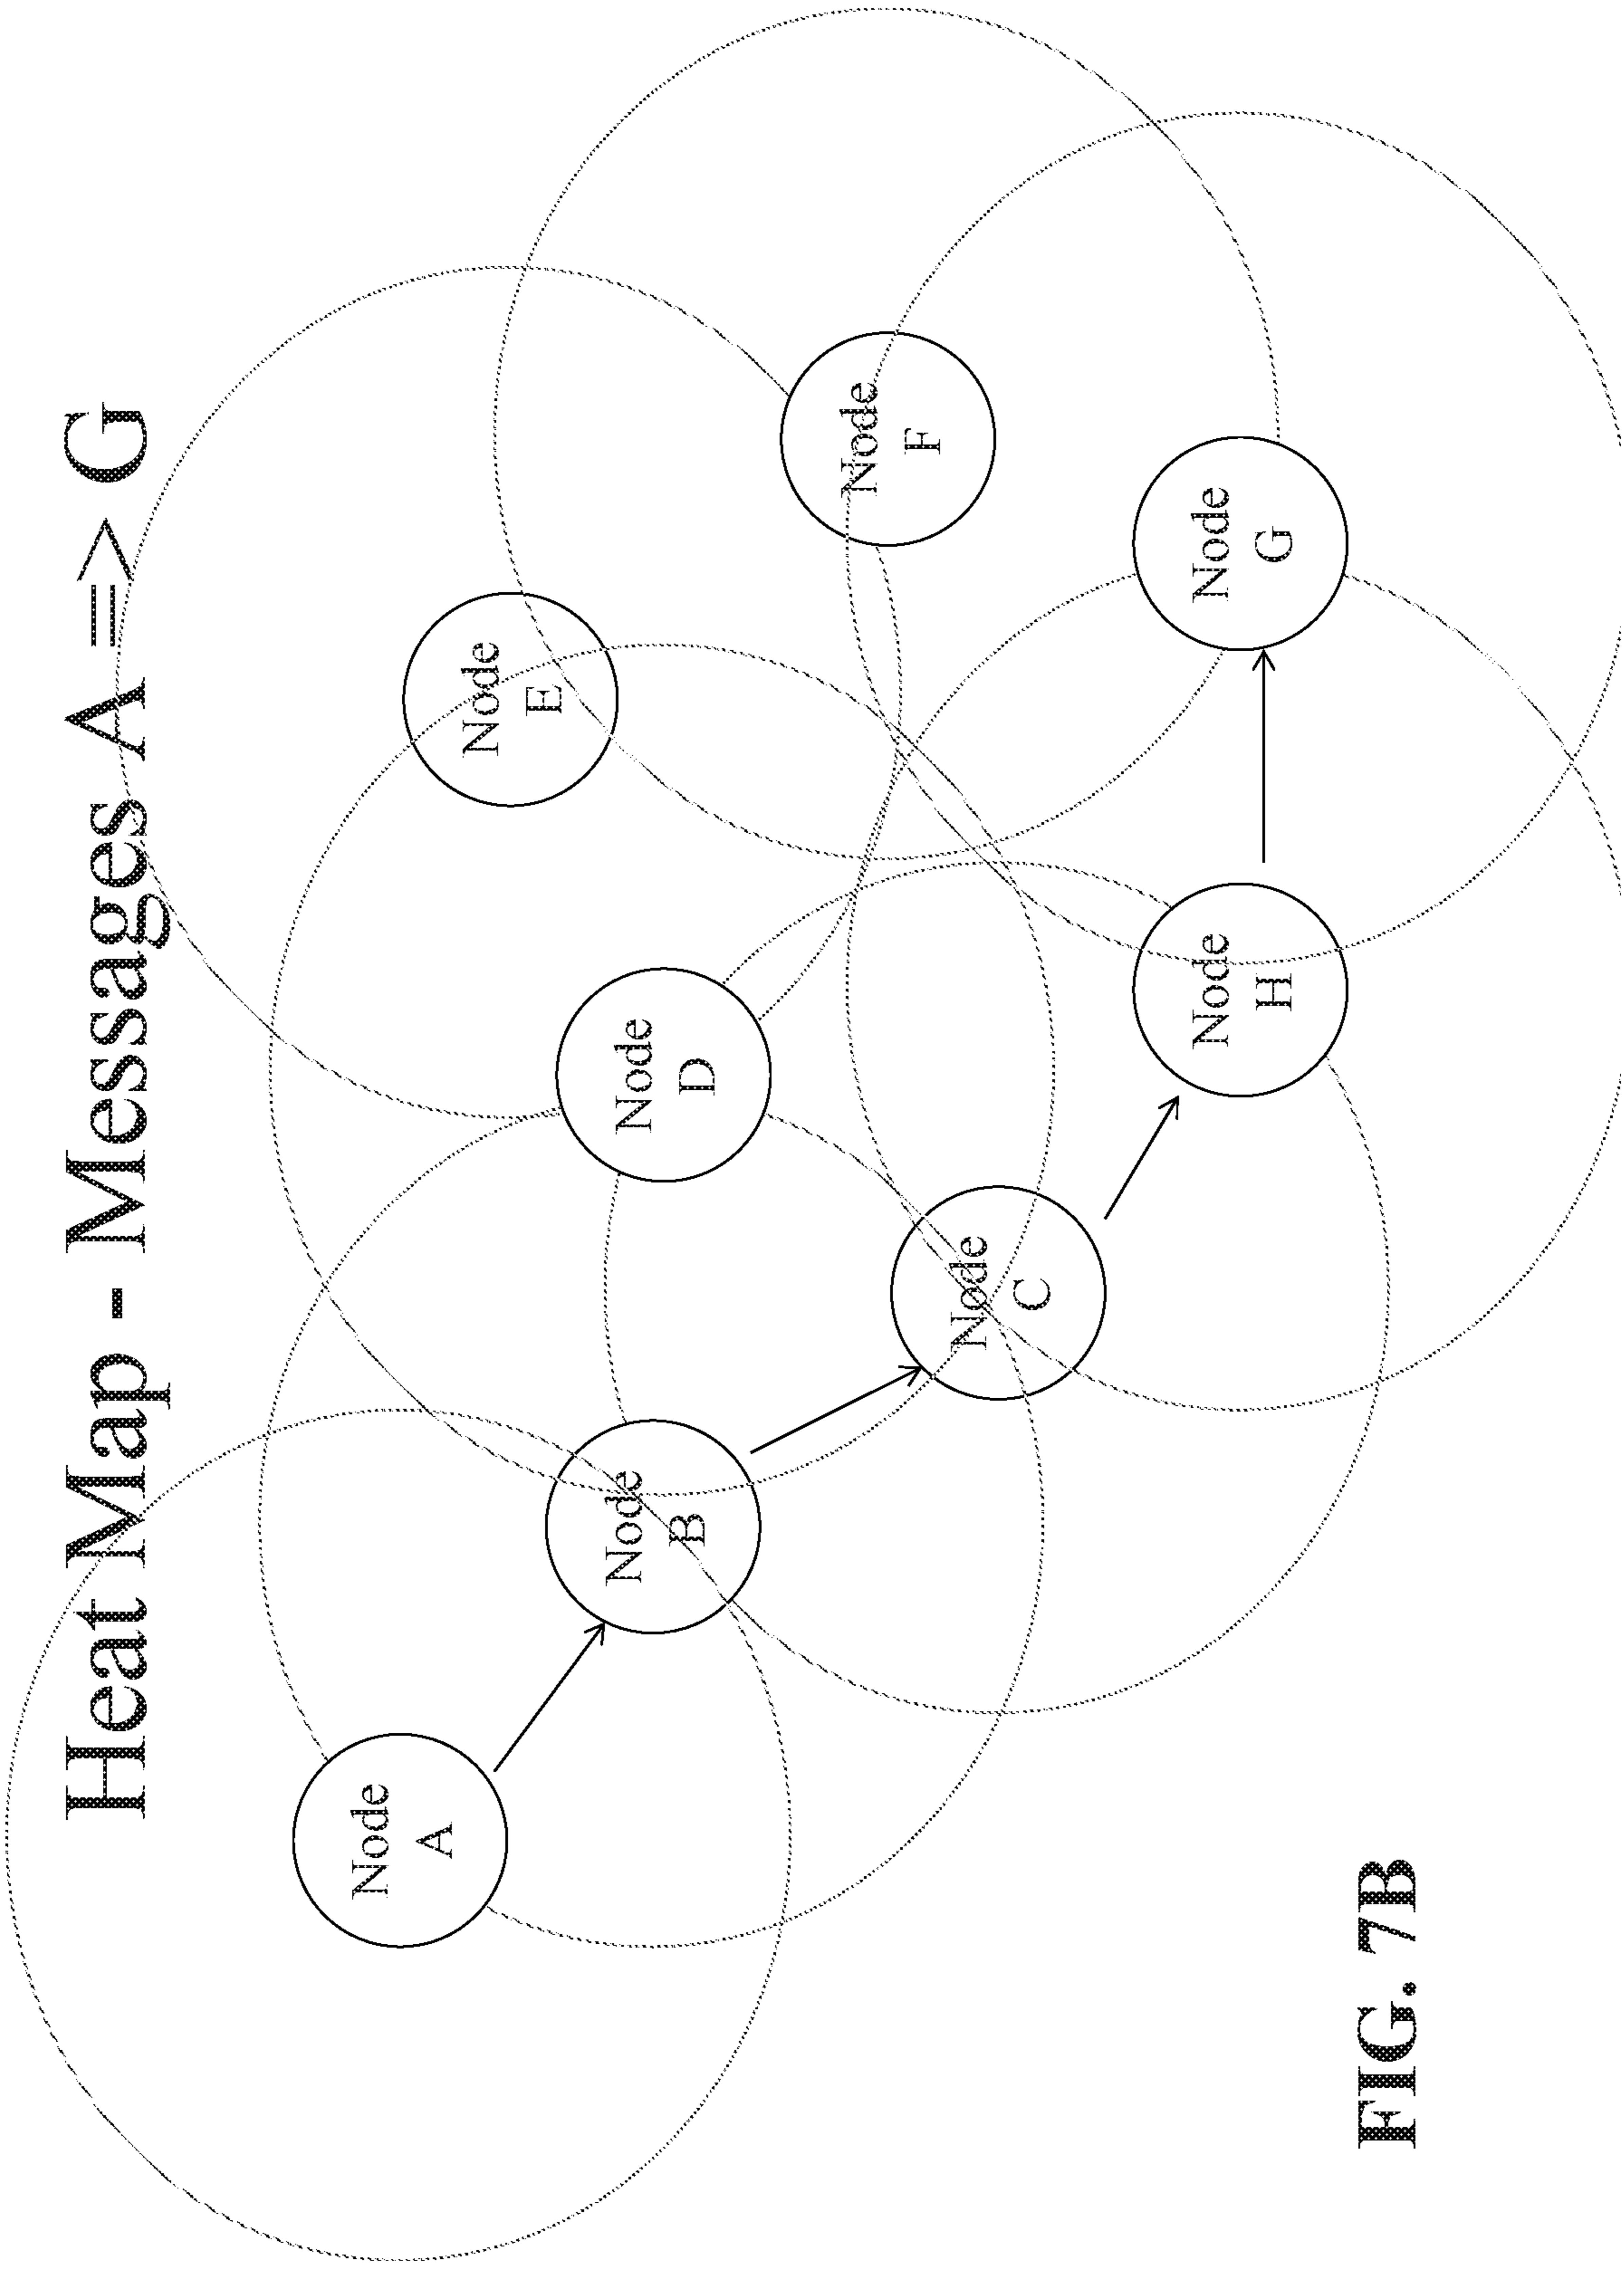 Heat Map - Messages A => G
Node
A
Node
B
Node
C
Node
D
Node
E
Node
F
Node
G
Node
H
FIG. 7B